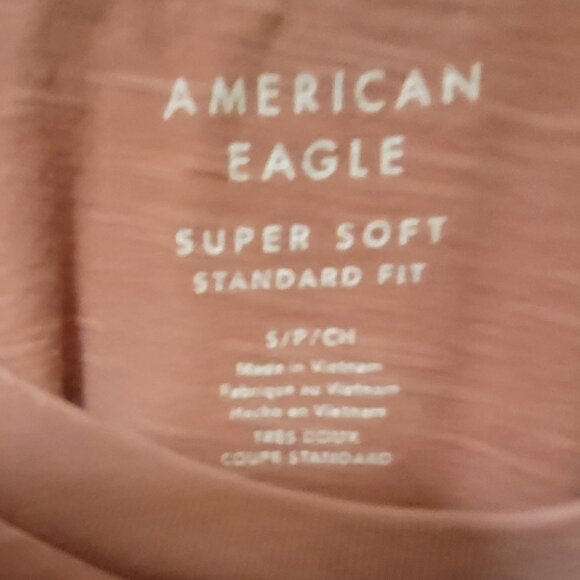 AMERICAN
EAGLE
SUPER SOFT
STANDARD FIT
S/P/CH
Made in Vietnam
Fabriqué au Vietnam
Hecho en Vietnam
TRÈS DOUX
COUPE STANDARD